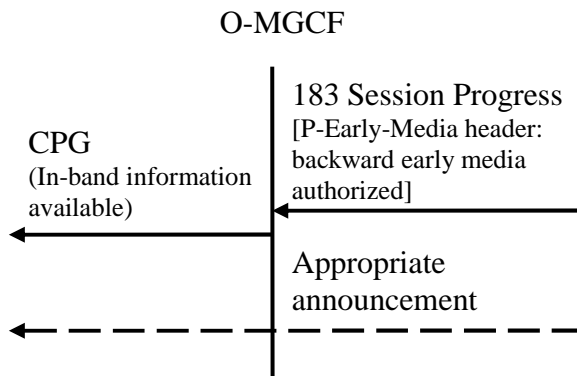 O-MGCF
183 Session Progress
[P-Early-Media header:
backward early media
authorized]
CPG
(In-band information
available)
Appropriate
announcement